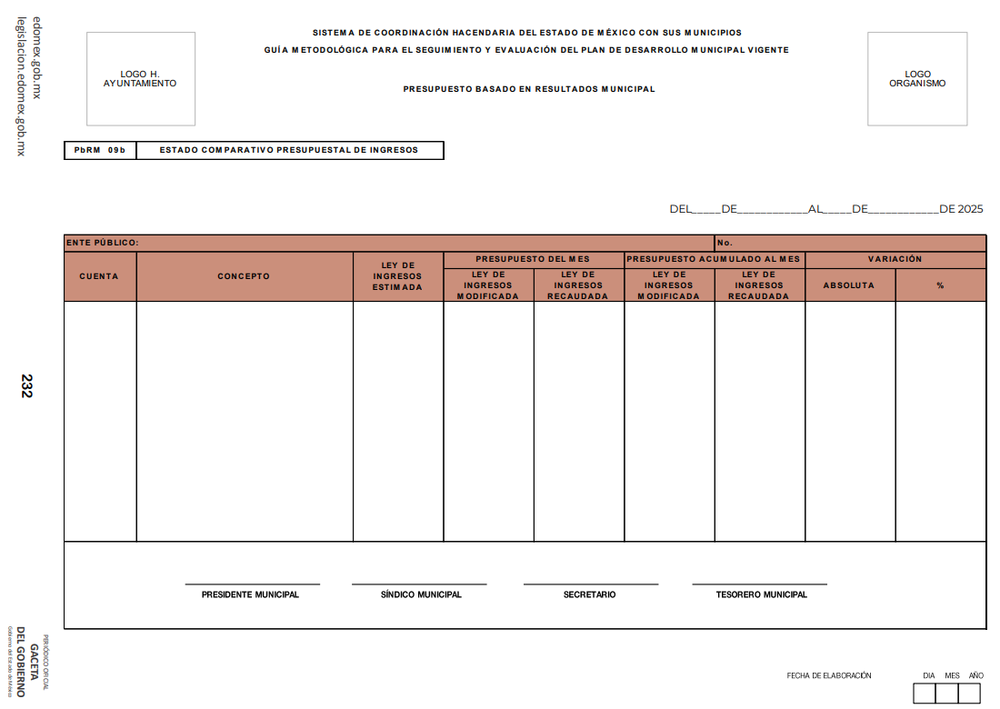 edomex.gob.mx
legislacion.edomex.gob.mx
LOGO H.
AYUNTAMIENTO
SISTEMA DE COORDINACIÓN HACENDARIA DEL ESTADO DE MÉXICO CON SUS MUNICIPIOS
GUÍA METODOLÓGICA PARA EL SEGUIMIENTO Y EVALUACIÓN DEL PLAN DE DESARROLLO MUNICIPAL VIGENTE
PRESUPUESTO BASADO EN RESULTADOS MUNICIPAL
LOGO
ORGANISMO
PbRM 09b ESTADO COMPARATIVO PRESUPUESTAL DE INGRESOS
DEL_____DE____________AL_____DE____________DE 2025
ENTE PÚBLICO: No.
CUENTA
CONCEPTO
LEY DE
INGRESOS
ESTIMADA
PRESUPUESTO DEL MES
LEY DE
INGRESOS
MODIFICADA
LEY DE
INGRESOS
RECAUDADA
PRESUPUESTO ACUMULADO AL MES
LEY DE
INGRESOS
MODIFICADA
LEY DE
INGRESOS
RECAUDADA
VARIACIÓN
ABSOLUTA
%
232
PRESIDENTE MUNICIPAL SÍNDICO MUNICIPAL SECRETARIO TESORERO MUNICIPAL
PERIÓDICO OFICIAL
GACETA
DEL GOBIERNO
Gobierno del Estado de México
FECHA DE ELABORACIÓN DIA MES AÑO